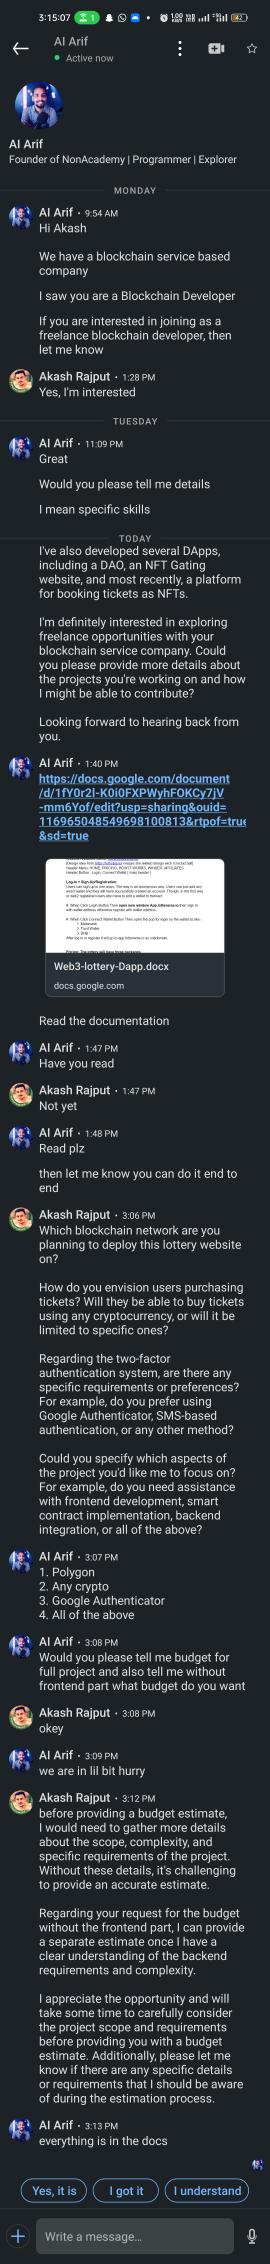 3:15:07
1
1.00
42
Al Arif
Active now
Al Arif
Founder of NonAcademy | Programmer | Explorer
MONDAY
Al Arif • 9:54 AM
Hi Akash
We have a blockchain service based
company
I saw you are a Blockchain Developer
If you are interested in joining as a
freelance blockchain developer, then
let me know
Akash Rajput • 1:28 PM
Yes, I'm interested
TUESDAY
Al Arif • 11:09 PM
Great
Would you please tell me details
I mean specific skills
TODAY
I've also developed several DApps,
including a DAO, an NFT Gating
website, and most recently, a platform
for booking tickets as NFTs.
I'm definitely interested in exploring
freelance opportunities with your
blockchain service company. Could
you please provide more details about
the projects you're working on and how
I might be able to contribute?
Looking forward to hearing back from
you.
Al Arif • 1:40 PM
https://docs.google.com/document
/d/1fY0r2l-K0i0FXPWyhFOKCy7jV
-mm6Yof/edit?usp=sharing&ouid=
116965048549698100813&rtpof=true
&sd=true
Web3-lottery-Dapp.docx
docs.google.com
Read the documentation
Al Arif • 1:47 PM
Have you read
Akash Rajput • 1:47 PM
Not yet
Al Arif • 1:48 PM
Read plz
then let me know you can do it end to
end
Akash Rajput • 3:06 PM
Which blockchain network are you
planning to deploy this lottery website
on?
How do you envision users purchasing
tickets? Will they be able to buy tickets
using any cryptocurrency, or will it be
limited to specific ones?
Regarding the two-factor
authentication system, are there any
specific requirements or preferences?
For example, do you prefer using
Google Authenticator, SMS-based
authentication, or any other method?
Could you specify which aspects of
the project you'd like me to focus on?
For example, do you need assistance
with frontend development, smart
contract implementation, backend
integration, or all of the above?
Al Arif • 3:07 PM
1. Polygon
2. Any crypto
3. Google Authenticator
4. All of the above
Al Arif • 3:08 PM
Would you please tell me budget for
full project and also tell me without
frontend part what budget do you want
Akash Rajput • 3:08 PM
okey
Al Arif • 3:09 PM
we are in lil bit hurry
Akash Rajput • 3:12 PM
before providing a budget estimate,
I would need to gather more details
about the scope, complexity, and
specific requirements of the project.
Without these details, it's challenging
to provide an accurate estimate.
Regarding your request for the budget
without the frontend part, I can provide
a separate estimate once I have a
clear understanding of the backend
requirements and complexity.
I appreciate the opportunity and will
take some time to carefully consider
the project scope and requirements
before providing you with a budget
estimate. Additionally, please let me
know if there are any specific details
or requirements that I should be aware
of during the estimation process.
Al Arif • 3:13 PM
everything is in the docs
Yes, it is
I got it
I understand
Write a message...